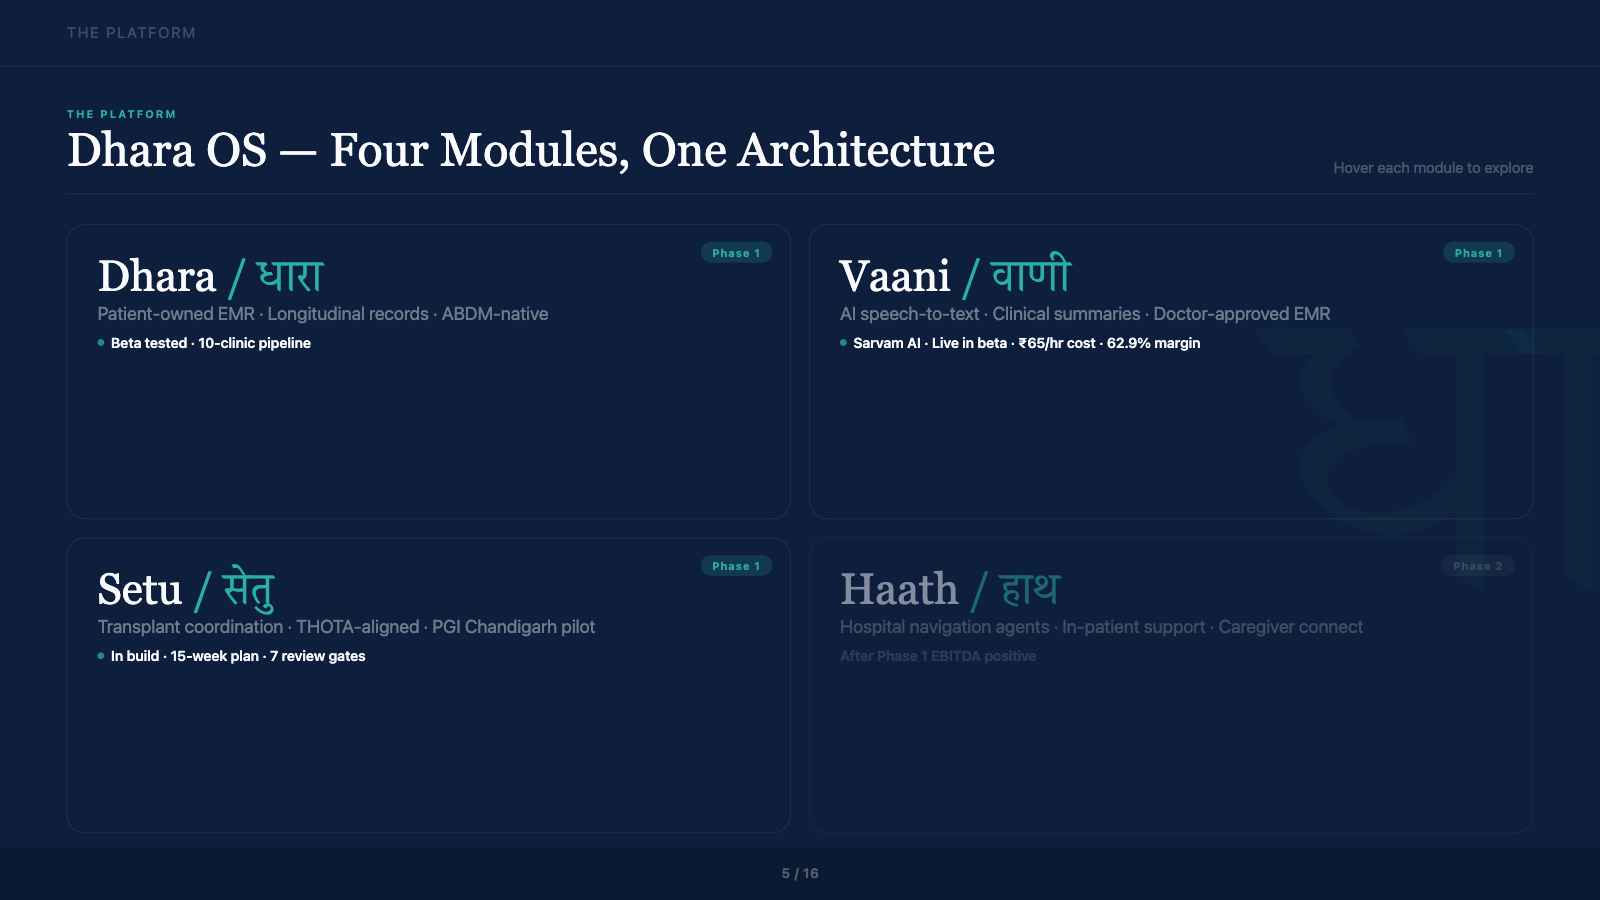 THE PLATFORM
THE PLATFORM
Dhara OS — Four Modules, One Architecture
Hover each module to explore
Dhara / धारा
Phase 1
Patient-owned EMR · Longitudinal records · ABDM-native
Beta tested · 10-clinic pipeline
Vaani / वाणी
Phase 1
AI speech-to-text · Clinical summaries · Doctor-approved EMR
Sarvam AI · Live in beta · ₹65/hr cost · 62.9% margin
Setu / सेतु
Phase 1
Transplant coordination · THOTA-aligned · PGI Chandigarh pilot
In build · 15-week plan · 7 review gates
Haath / हाथ
Phase 2
Hospital navigation agents · In-patient support · Caregiver connect
After Phase 1 EBITDA positive
धा
5 / 16